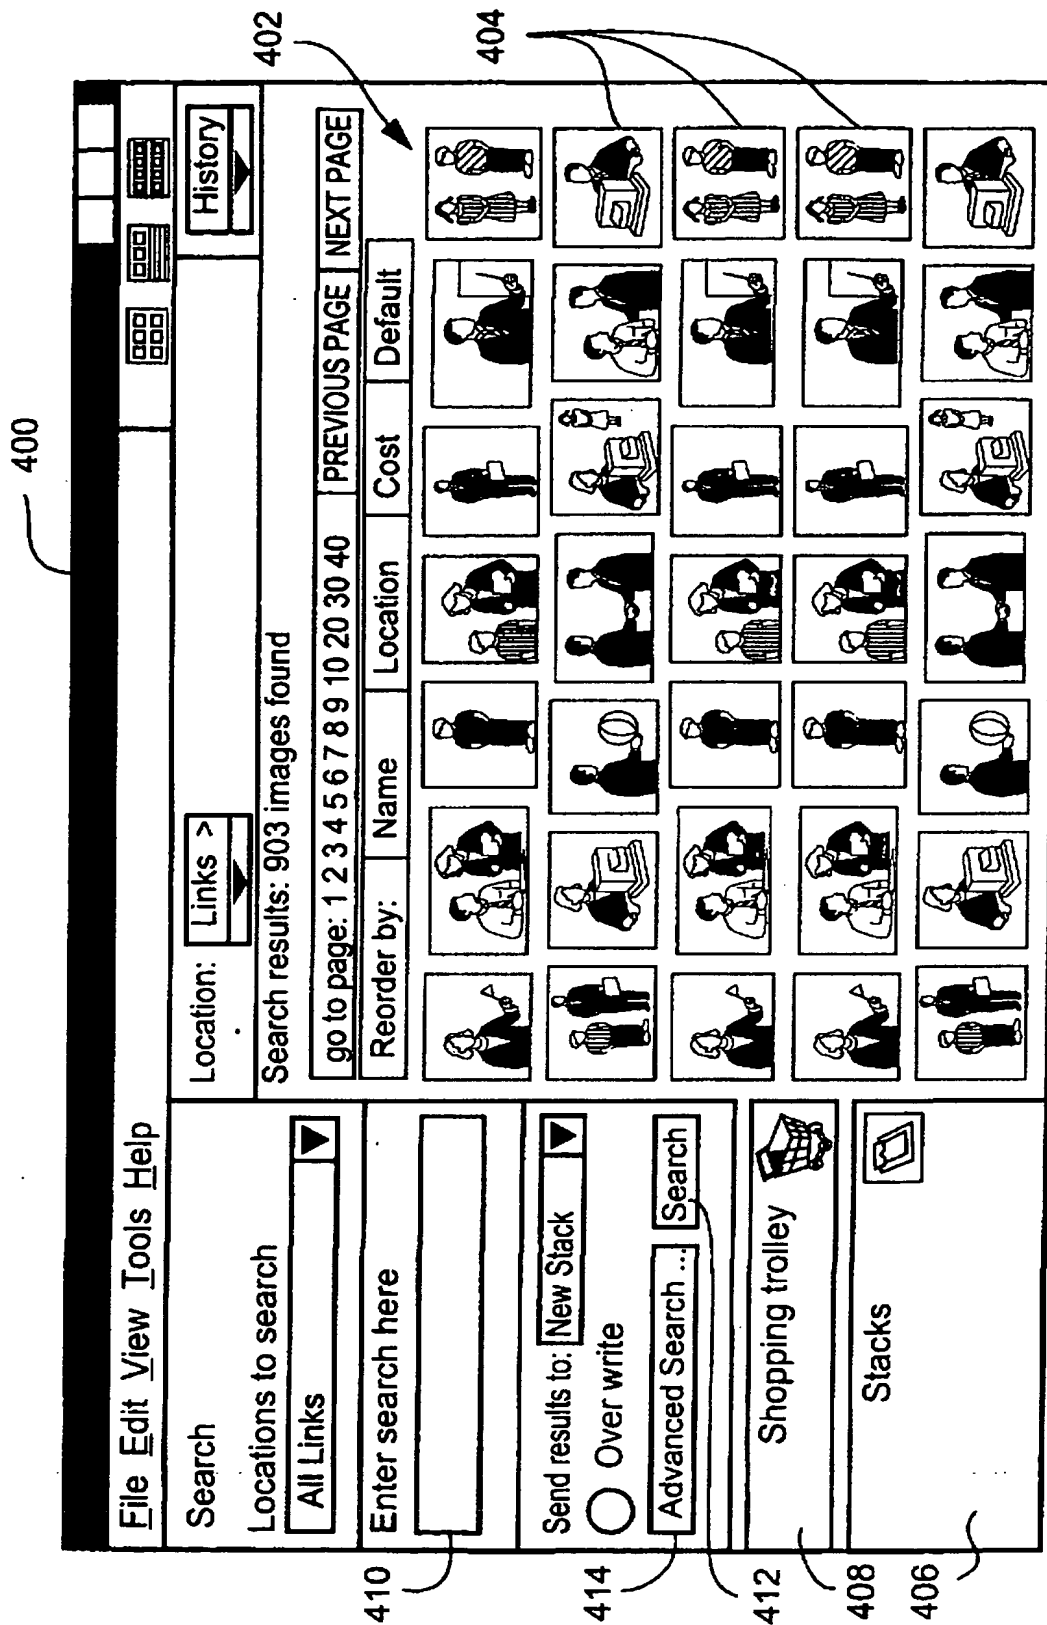 400
File Edit View Tools Help
Search
Locations to search
All Links
Enter search here
Send results to: New Stack
Over write
Advanced Search ...
Search
Shopping trolley
Stacks
Location:
Links >
History
Search results: 903 images found
go to page: 1 2 3 4 5 6 7 8 9 10 20 30 40
PREVIOUS PAGE
NEXT PAGE
Reorder by:
Name
Location
Cost
Default
402
404
410
414
412
408
406